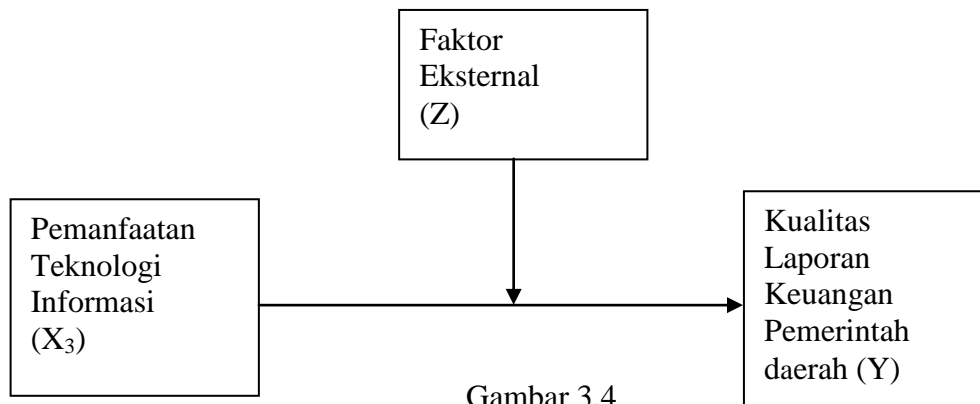 Faktor
Eksternal
(Z)
Pemanfaatan
Teknologi
Informasi
(X₃)
Kualitas
Laporan
Keuangan
Pemerintah
daerah (Y)
Gambar 3.4